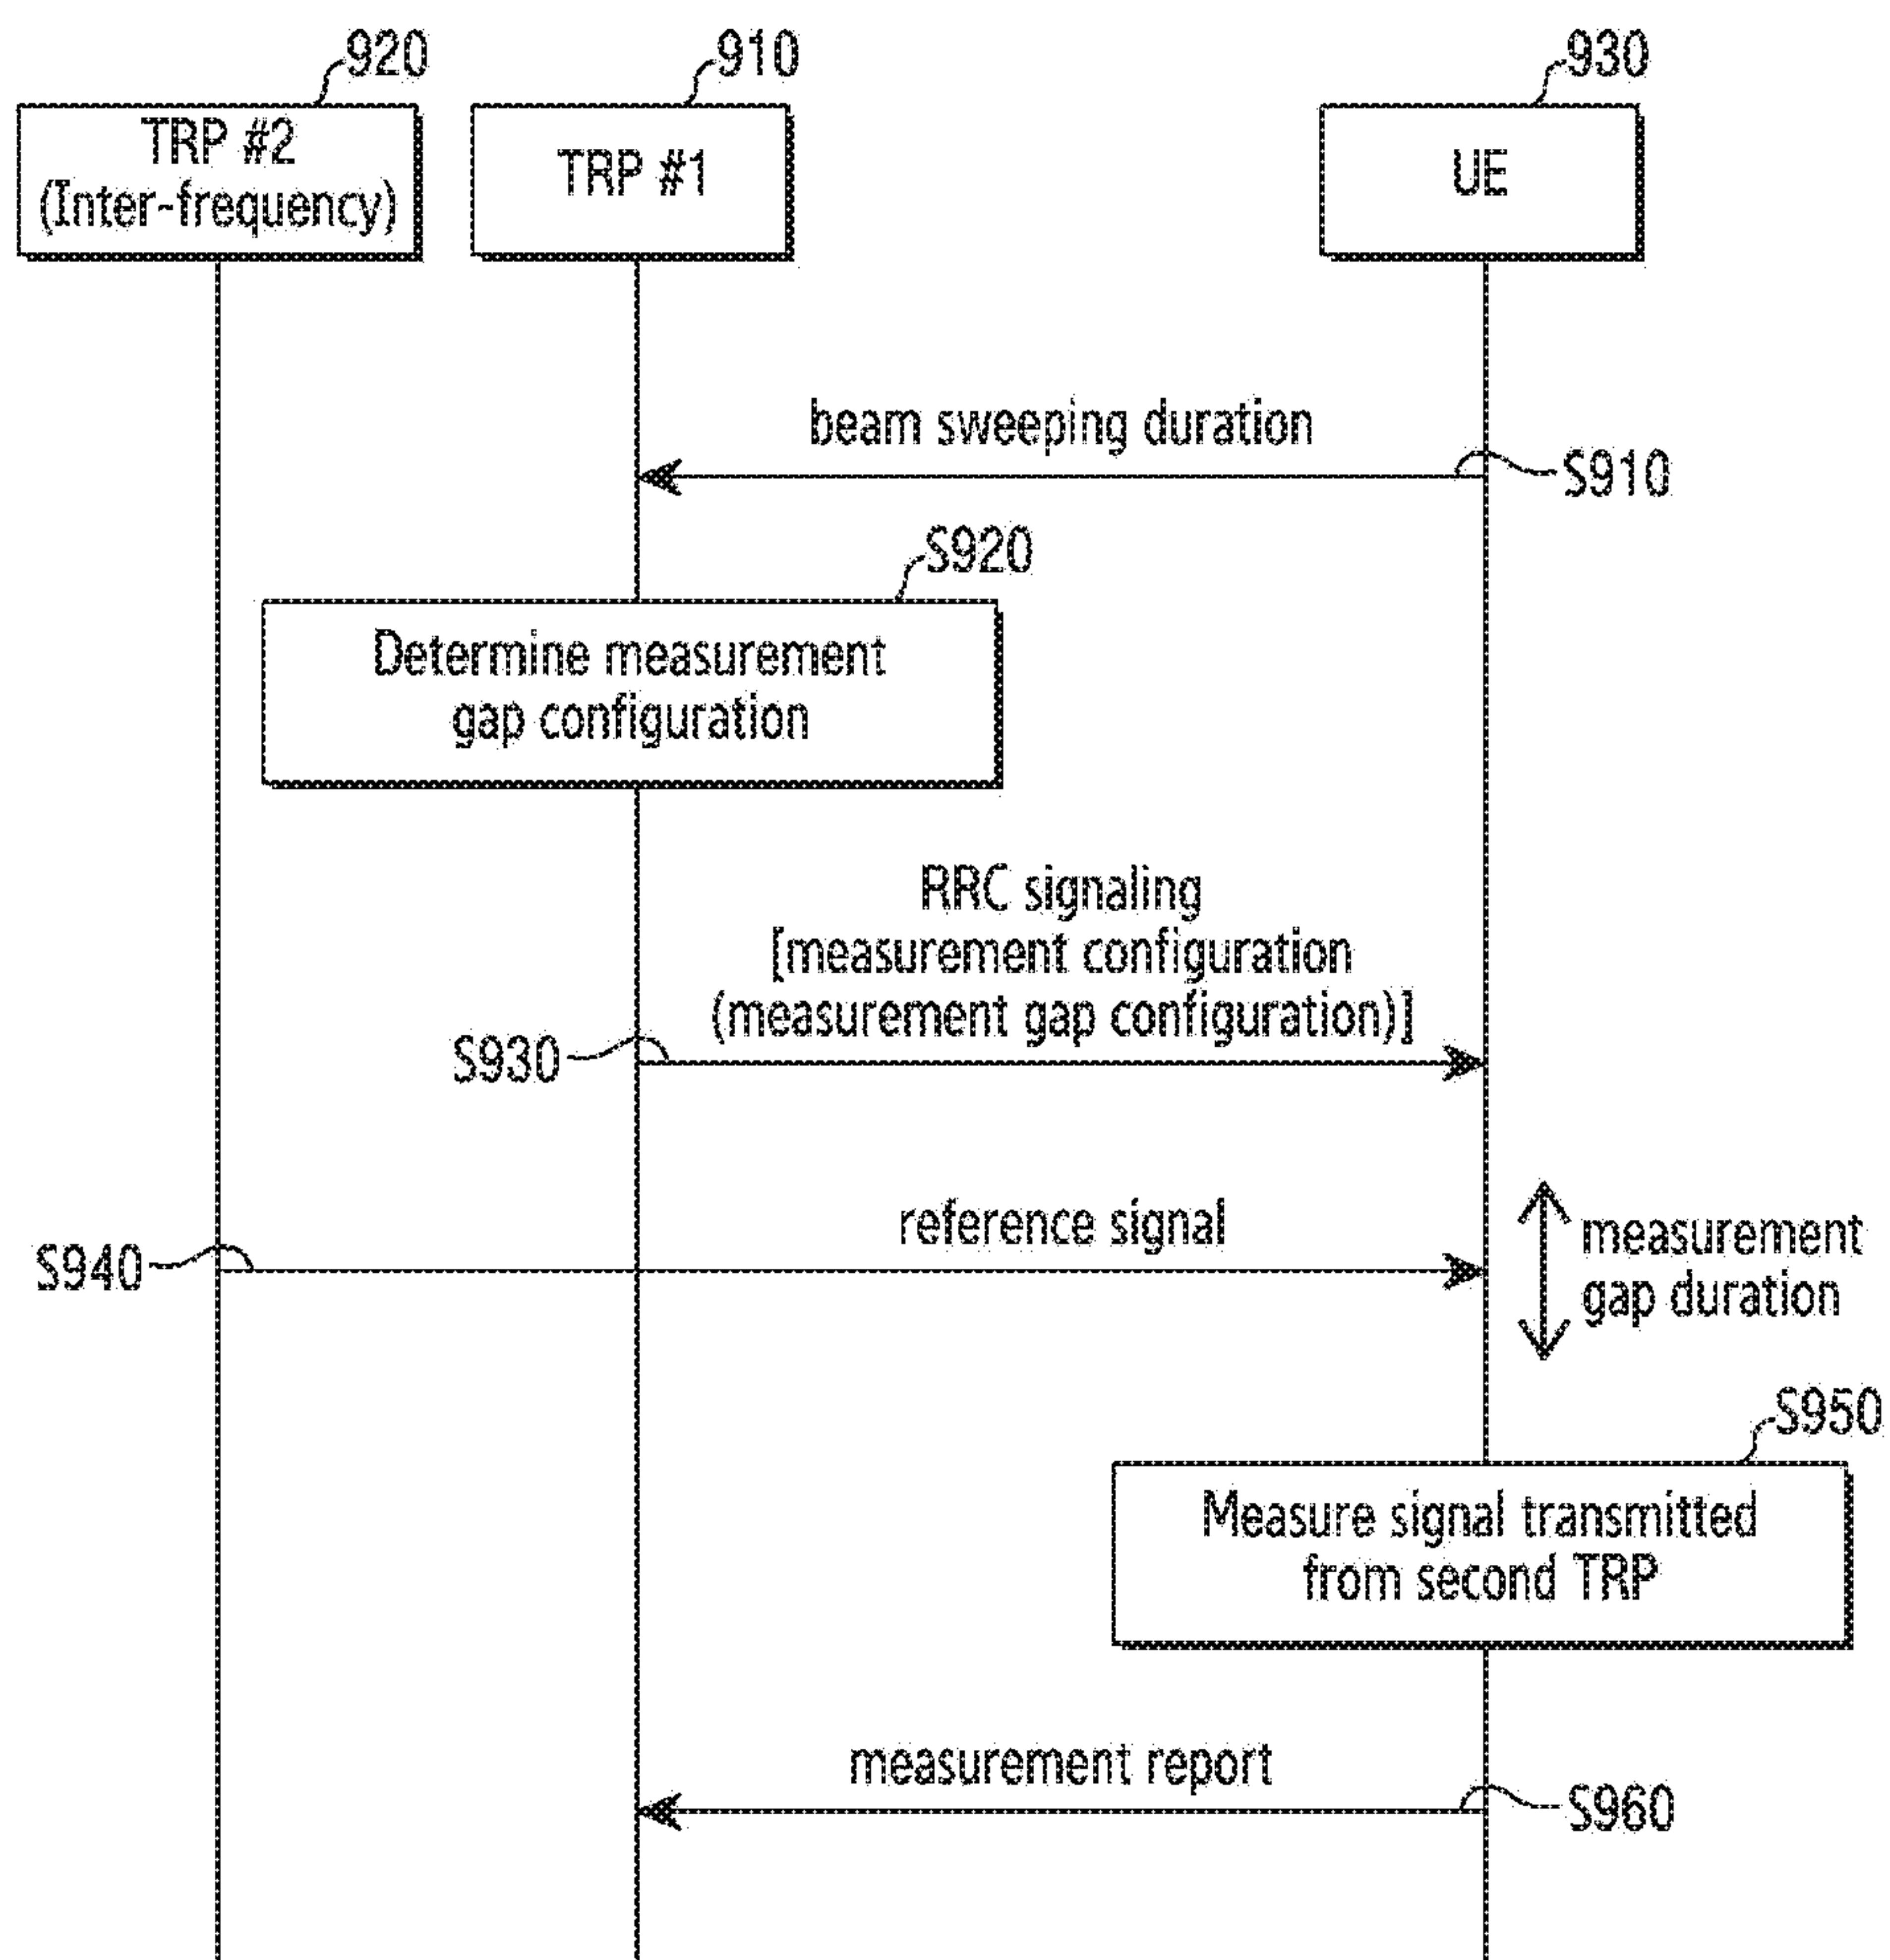 920
910
930
TRP #2
(Inter-frequency)
TRP #1
UE
beam sweeping duration
S910
S920
Determine measurement
gap configuration
RRC signaling
[measurement configuration
(measurement gap configuration)]
S930
reference signal
S940
measurement
gap duration
S950
Measure signal transmitted
from second TRP
measurement report
S960